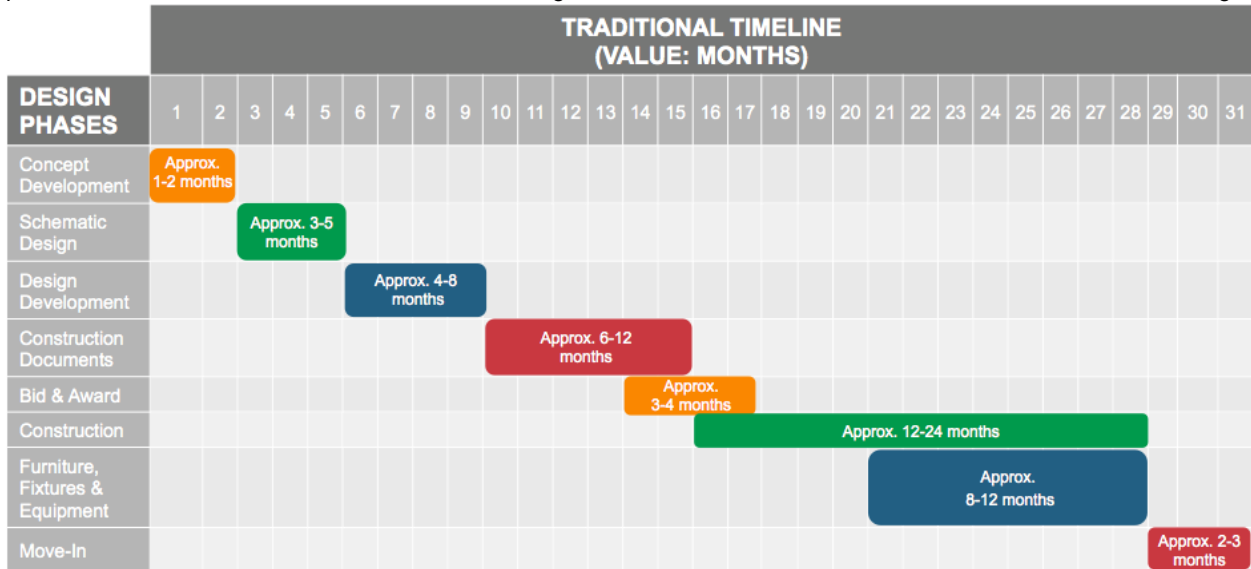 TRADITIONAL TIMELINE
(VALUE: MONTHS)
DESIGN
PHASES
1 2 3 4 5 6 7 8 9 10 11 12 13 14 15 16 17 18 19 20 21 22 23 24 25 26 27 28 29 30 31
Concept
Development
Approx.
1-2 months
Schematic
Design
Approx. 3-5
months
Design
Development
Approx. 4-8
months
Construction
Documents
Approx. 6-12
months
Bid & Award
Approx.
3-4 months
Construction
Approx. 12-24 months
Furniture,
Fixtures &
Equipment
Approx.
8-12 months
Move-In
Approx. 2-3
months